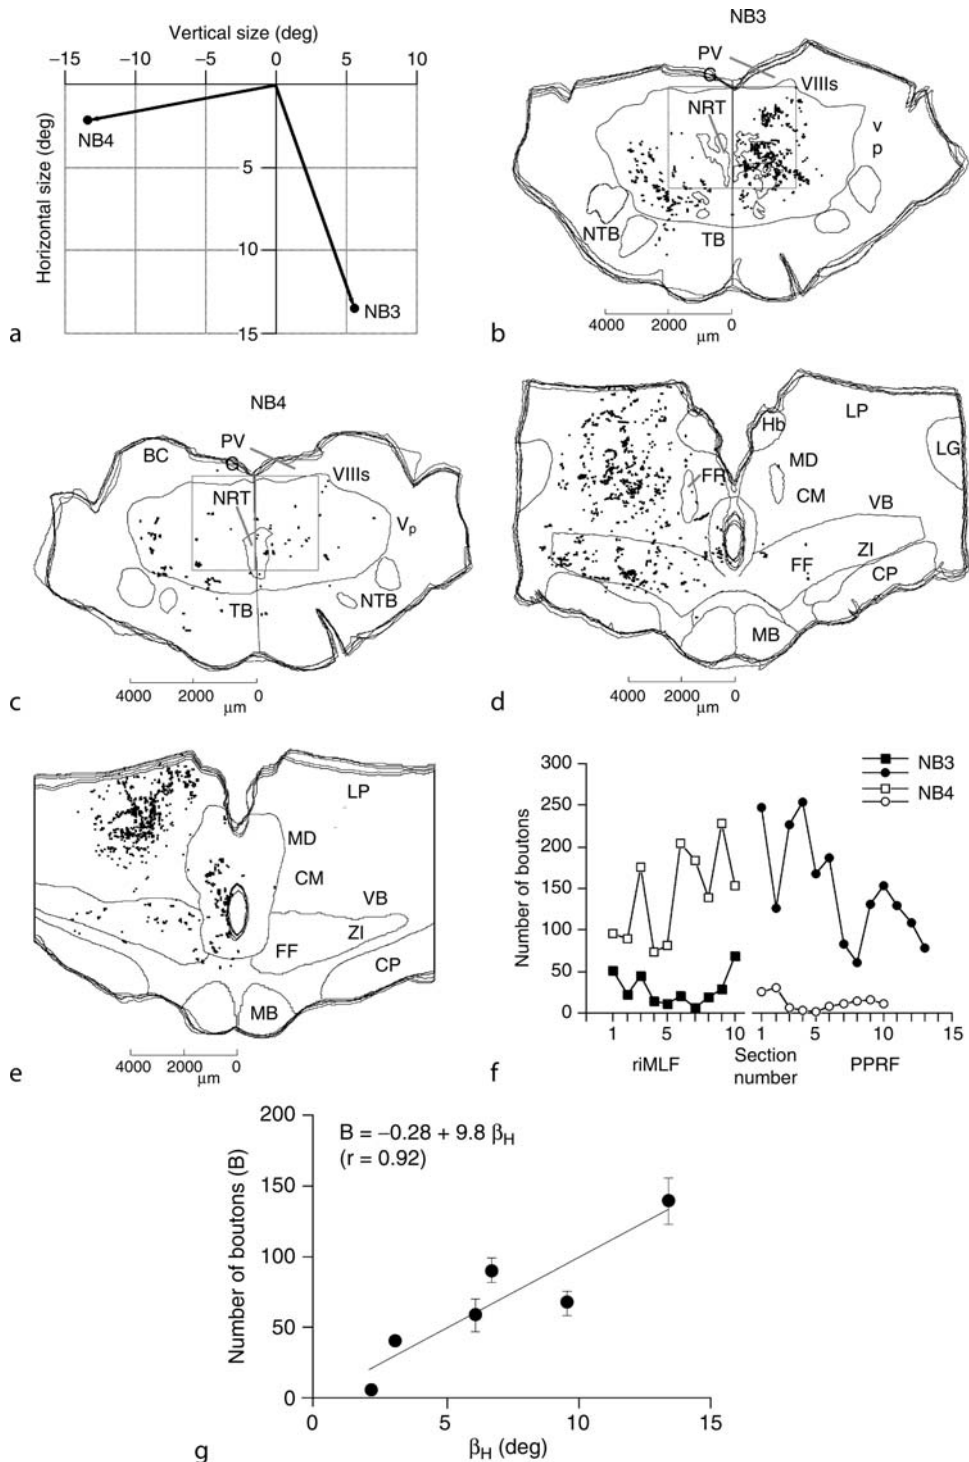 Vertical size (deg)
−15 −10 −5 0 5 10
Horizontal size (deg)
5
10
15
NB4
NB3
a
NB3
PV
VIIIs
NRT
v
p
NTB
TB
4000 2000 0
μm
b
NB4
PV
BC
VIIIs
NRT
Vp
TB
NTB
4000 2000 0
μm
c
Hb
LP
LG
FR
MD
CM
VB
ZI
FF
CP
MB
4000 2000 0
μm
d
LP
MD
CM
VB
ZI
FF
CP
MB
4000 2000 0
μm
e
300
250
200
150
100
50
0
Number of boutons
NB3
NB4
1 5 10 1 5 10 15
riMLF Section number PPRF
f
200
150
100
50
0
Number of boutons (B)
B = −0.28 + 9.8 βH
(r = 0.92)
0 5 10 15
βH (deg)
g